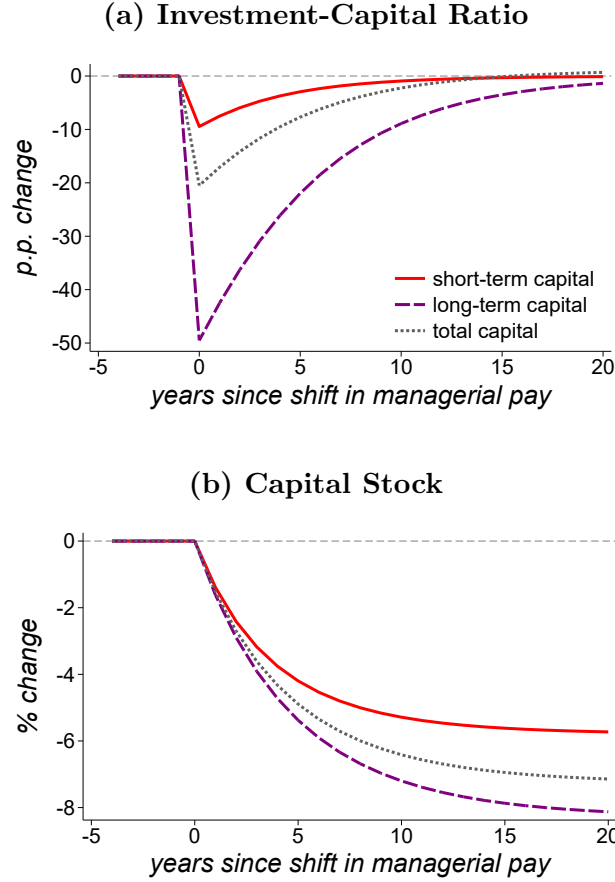 (a) Investment-Capital Ratio
0
-10
-20
-30
-40
-50
p.p. change
short-term capital
long-term capital
total capital
-5 0 5 10 15 20
years since shift in managerial pay
(b) Capital Stock
0
-2
-4
-6
-8
% change
-5 0 5 10 15 20
years since shift in managerial pay